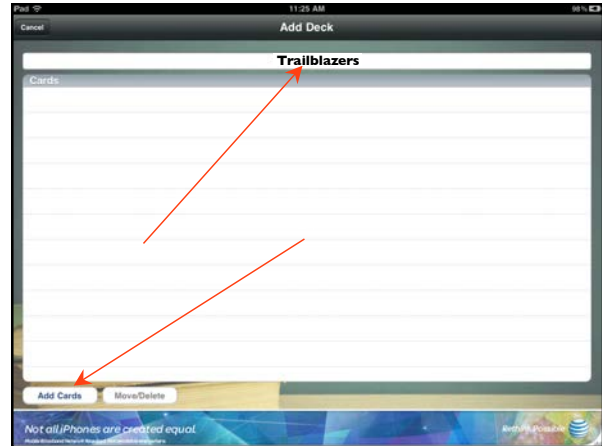 iPad 11:25 AM 98%
Cancel Add Deck
Trailblazers
Cards
Add Cards Move/Delete
Not all iPhones are created equal.
Rethink Possible